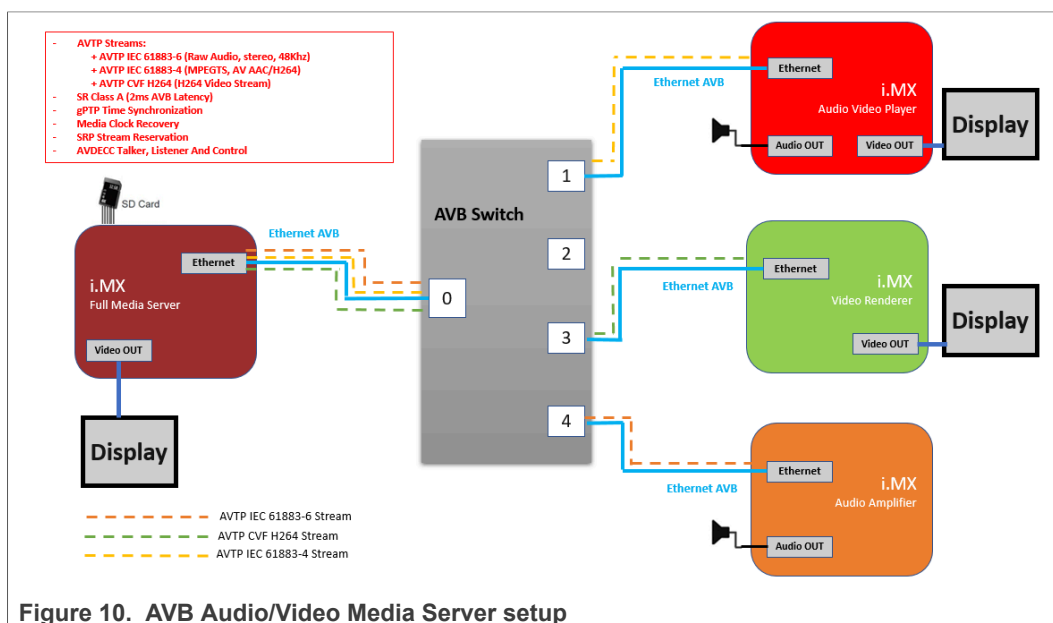 - AVTP Streams:
+ AVTP IEC 61883-6 (Raw Audio, stereo, 48Khz)
+ AVTP IEC 61883-4 (MPEGTS, AV AAC/H264)
+ AVTP CVF H264 (H264 Video Stream)
- SR Class A (2ms AVB Latency)
- gPTP Time Synchronization
- Media Clock Recovery
- SRP Stream Reservation
- AVDECC Talker, Listener And Control
SD Card
Ethernet AVB
Ethernet
i.MX
Full Media Server
Video OUT
Display
AVB Switch
0
1
2
3
4
Ethernet AVB
Ethernet
i.MX
Audio Video Player
Audio OUT
Video OUT
Display
Ethernet AVB
Ethernet
i.MX
Video Renderer
Video OUT
Display
Ethernet AVB
Ethernet
i.MX
Audio Amplifier
Audio OUT
AVTP IEC 61883-6 Stream
AVTP CVF H264 Stream
AVTP IEC 61883-4 Stream
Figure 10. AVB Audio/Video Media Server setup